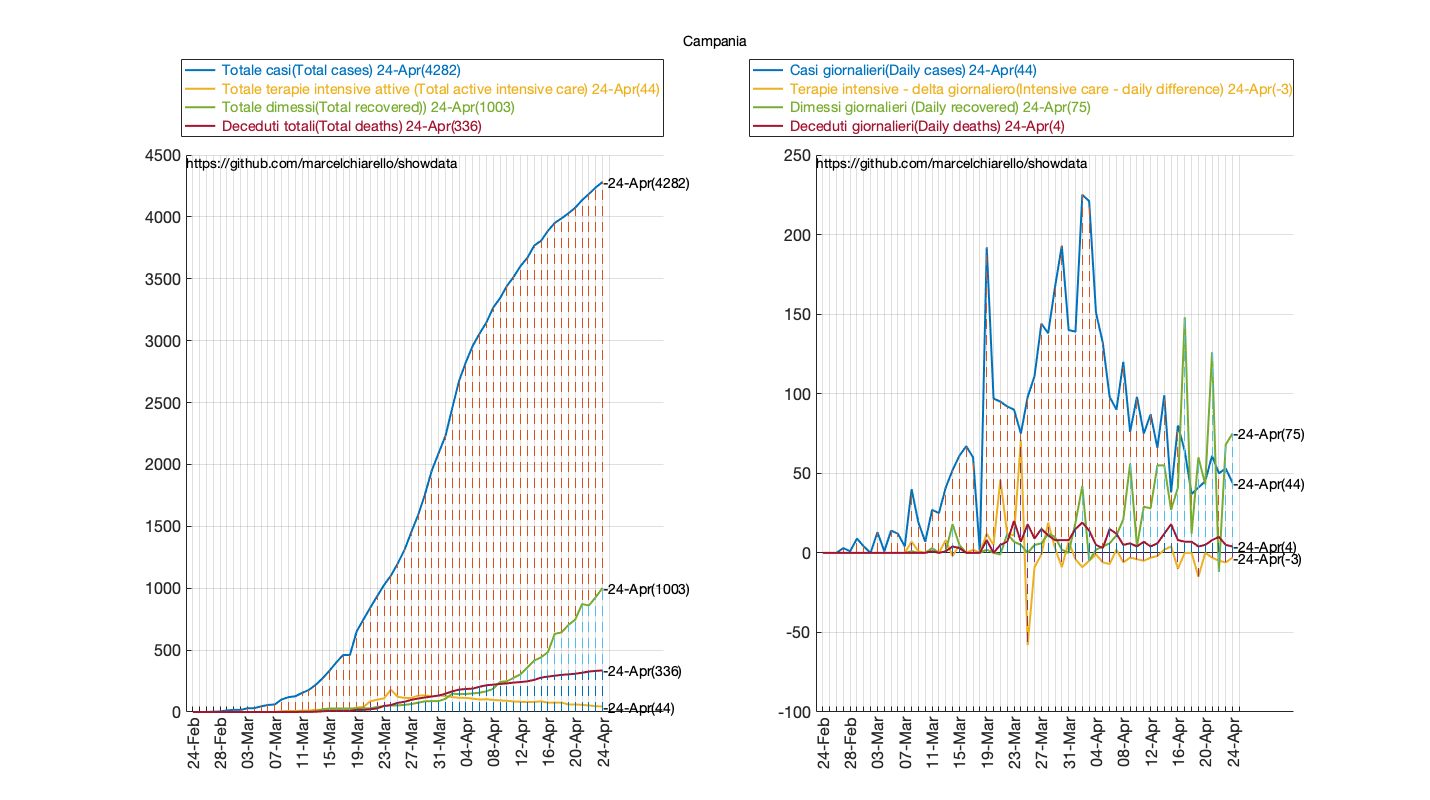 Campania
Totale casi(Total cases) 24-Apr(4282)
Totale terapie intensive attive (Total active intensive care) 24-Apr(44)
Totale dimessi(Total recovered)) 24-Apr(1003)
Deceduti totali(Total deaths) 24-Apr(336)
4500
4000
3500
3000
2500
2000
1500
1000
500
0
https://github.com/marcelchiarello/showdata
-24-Apr(4282)
-24-Apr(1003)
-24-Apr(336)
-24-Apr(44)
24-Feb
28-Feb
03-Mar
07-Mar
11-Mar
15-Mar
19-Mar
23-Mar
27-Mar
31-Mar
04-Apr
08-Apr
12-Apr
16-Apr
20-Apr
24-Apr
Casi giornalieri(Daily cases) 24-Apr(44)
Terapie intensive - delta giornaliero(Intensive care - daily difference) 24-Apr(-3)
Dimessi giornalieri (Daily recovered) 24-Apr(75)
Deceduti giornalieri(Daily deaths) 24-Apr(4)
250
200
150
100
50
0
-50
-100
https://github.com/marcelchiarello/showdata
-24-Apr(75)
-24-Apr(44)
-24-Apr(4)
-24-Apr(-3)
24-Feb
28-Feb
03-Mar
07-Mar
11-Mar
15-Mar
19-Mar
23-Mar
27-Mar
31-Mar
04-Apr
08-Apr
12-Apr
16-Apr
20-Apr
24-Apr